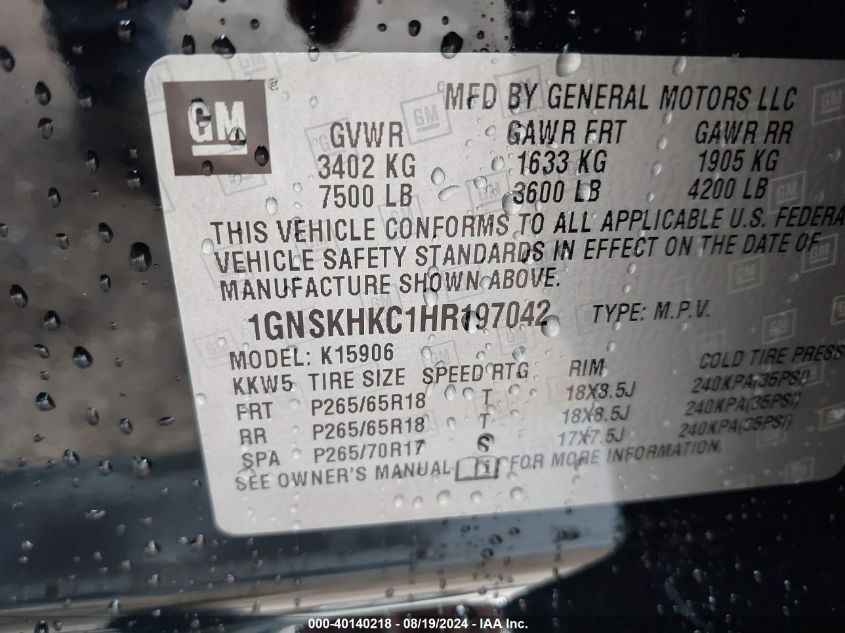 GM
MFD BY GENERAL MOTORS LLC
GVWR GAWR FRT GAWR RR
3402 KG 1633 KG 1905 KG
7500 LB 3600 LB 4200 LB
THIS VEHICLE CONFORMS TO ALL APPLICABLE U.S. FEDERA
VEHICLE SAFETY STANDARDS IN EFFECT ON THE DATE OF
MANUFACTURE SHOWN ABOVE.
1GNSKHKC1HR197042 TYPE: M.P.V.
MODEL: K15906
KKW5 TIRE SIZE SPEED RTG RIM COLD TIRE PRESS
FRT P265/65R18 T 18X8.5J 240KPA(35PSI)
RR P265/65R18 T 18X8.5J 240KPA(35PSI)
SPA P265/70R17 S 17X7.5J 240KPA(35PSI)
SEE OWNER'S MANUAL i FOR MORE INFORMATION.
000-40140218 - 08/19/2024 - IAA Inc.